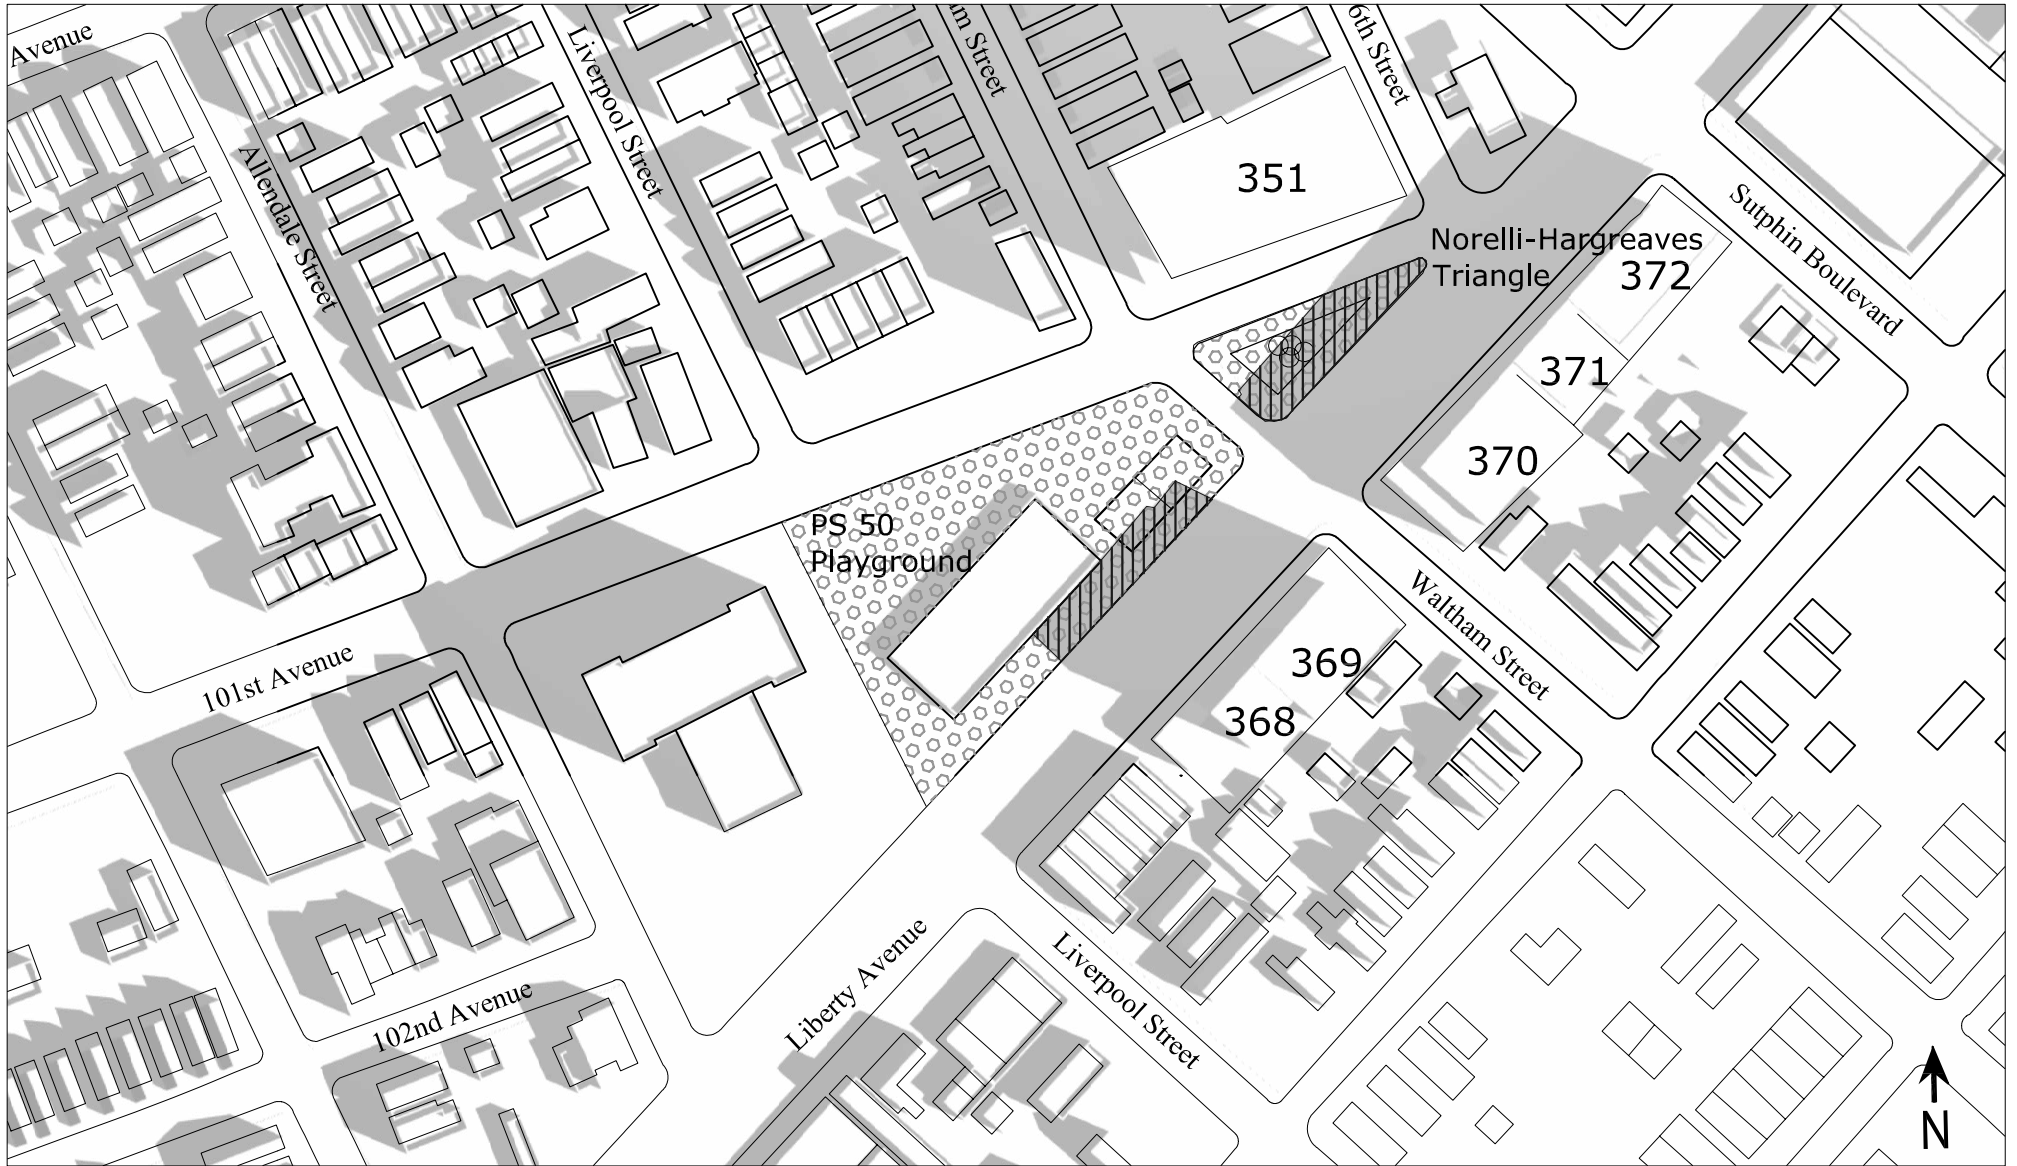 Avenue
Liverpool Street
Street
Street
351
Allendale Street
Sutphin Boulevard
Norelli-Hargreaves
Triangle
372
371
370
PS 50
Playground
Waltham Street
101st Avenue
369
368
Liberty Avenue
Liverpool Street
102nd Avenue
N